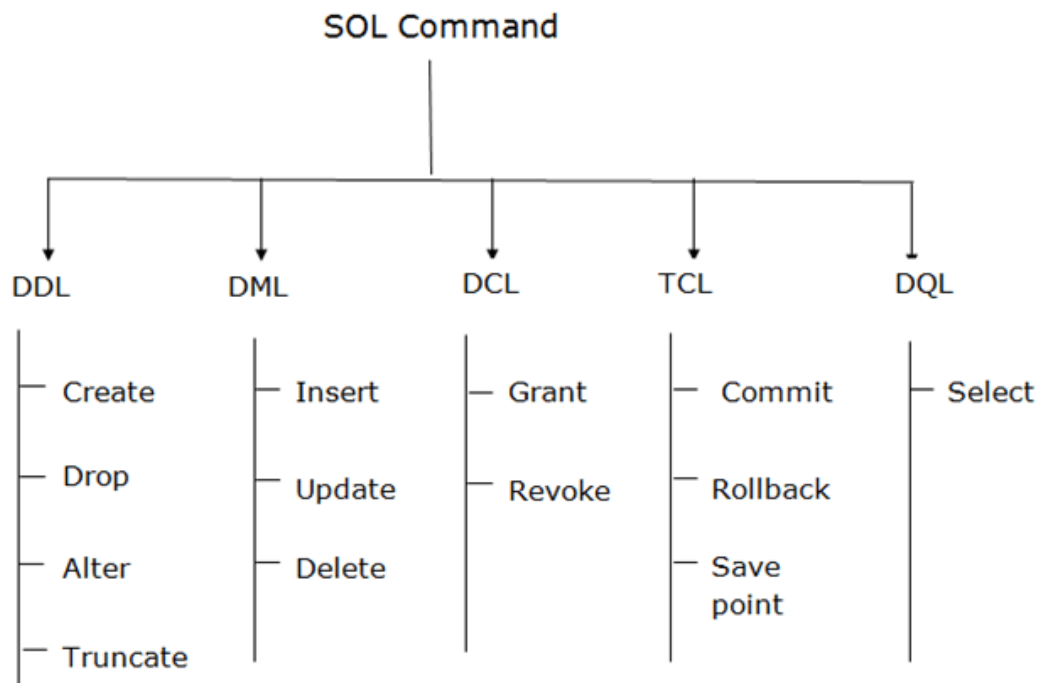 SOL Command
DDL
DML
DCL
TCL
DQL
Create
Drop
Alter
Truncate
Insert
Update
Delete
Grant
Revoke
Commit
Rollback
Save
point
Select